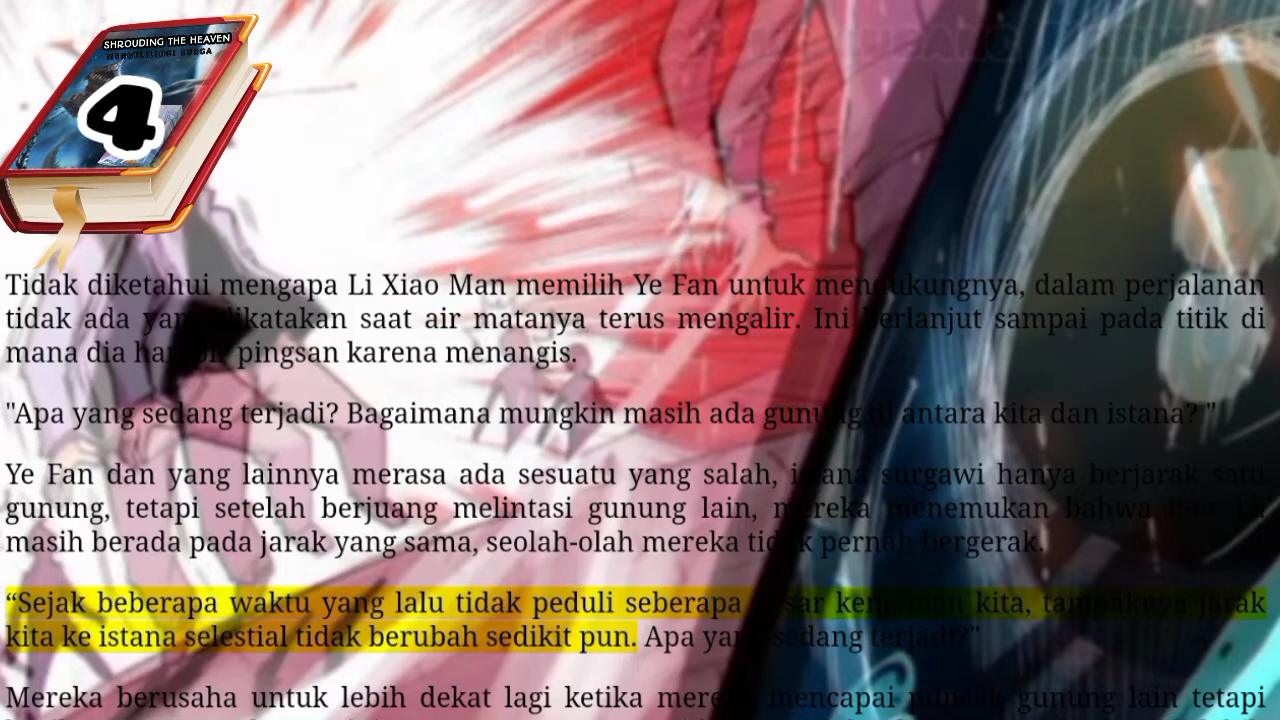 SHROUDING THE HEAVEN
4
Tidak diketahui mengapa Li Xiao Man memilih Ye Fan untuk mendukungnya, dalam perjalanan
tidak ada yang dikatakan saat air matanya terus mengalir. Ini berlanjut sampai pada titik di
mana dia hampir pingsan karena menangis.
"Apa yang sedang terjadi? Bagaimana mungkin masih ada gunung di antara kita dan istana? "
Ye Fan dan yang lainnya merasa ada sesuatu yang salah, istana surgawi hanya berjarak satu
gunung, tetapi setelah berjuang melintasi gunung lain, mereka menemukan bahwa
masih berada pada jarak yang sama, seolah-olah mereka tidak pernah bergerak.
“Sejak beberapa waktu yang lalu tidak peduli seberapa besar kemajuan kita, tampaknya jarak
kita ke istana selestial tidak berubah sedikit pun. Apa yang sedang terjadi?"
Mereka berusaha untuk lebih dekat lagi ketika mereka mencapai puncak gunung lain tetapi